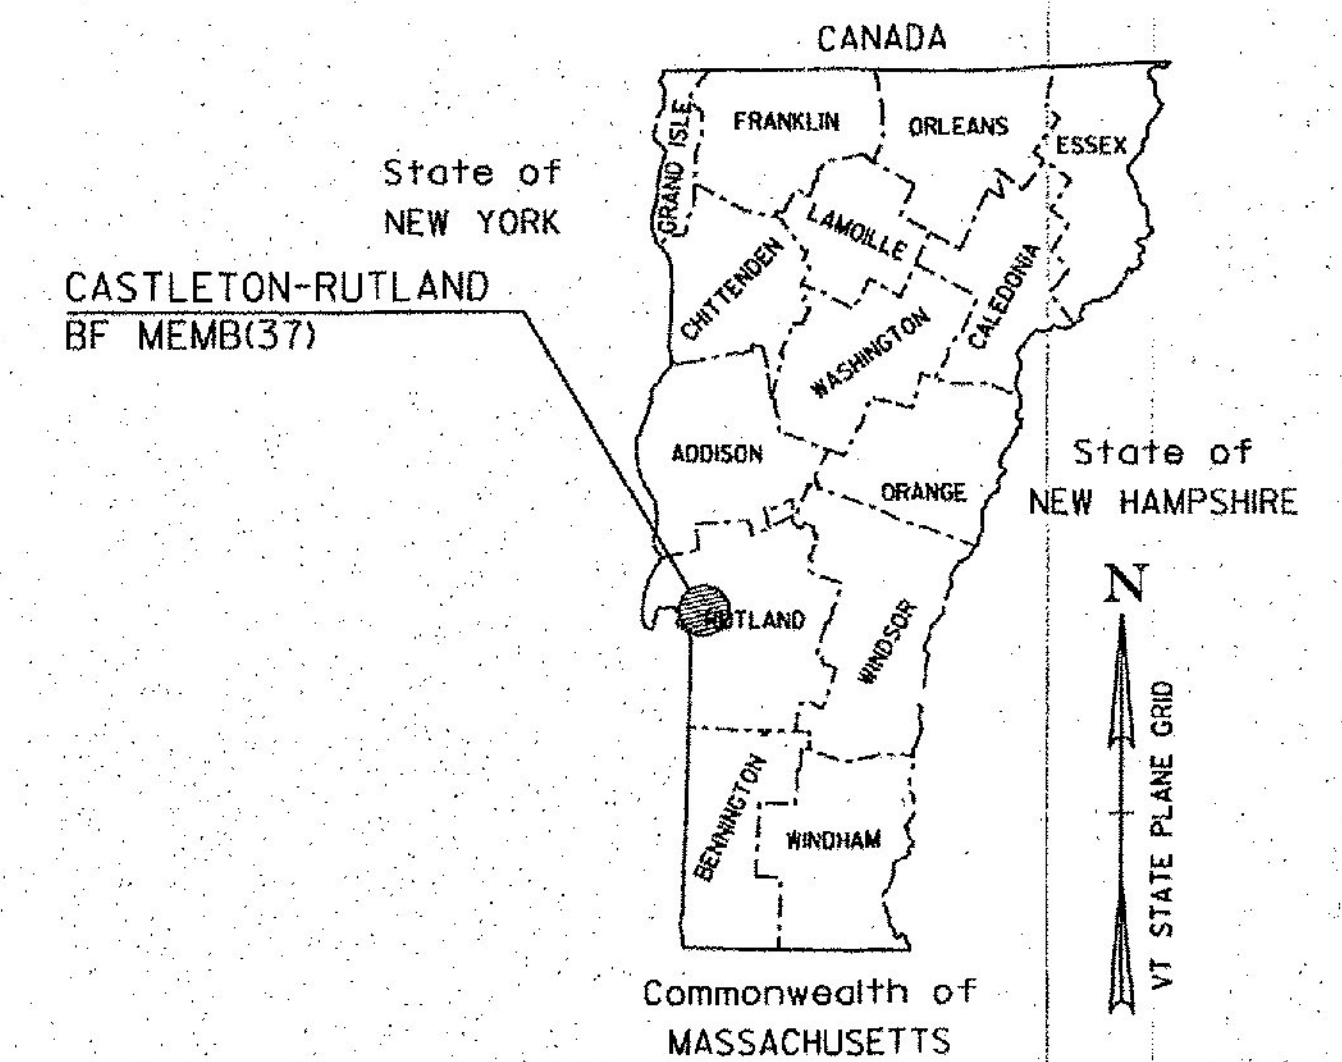 CANADA
GRAND ISLE
FRANKLIN
ORLEANS
ESSEX
State of
NEW YORK
LAMOILLE
CHITTENDEN
CALEDONIA
CASTLETON-RUTLAND
BF MEMB(37)
WASHINGTON
ADDISON
ORANGE
State of
NEW HAMPSHIRE
N
RUTLAND
WINDSOR
VT STATE PLANE GRID
BENNINGTON
WINDHAM
Commonwealth of
MASSACHUSETTS